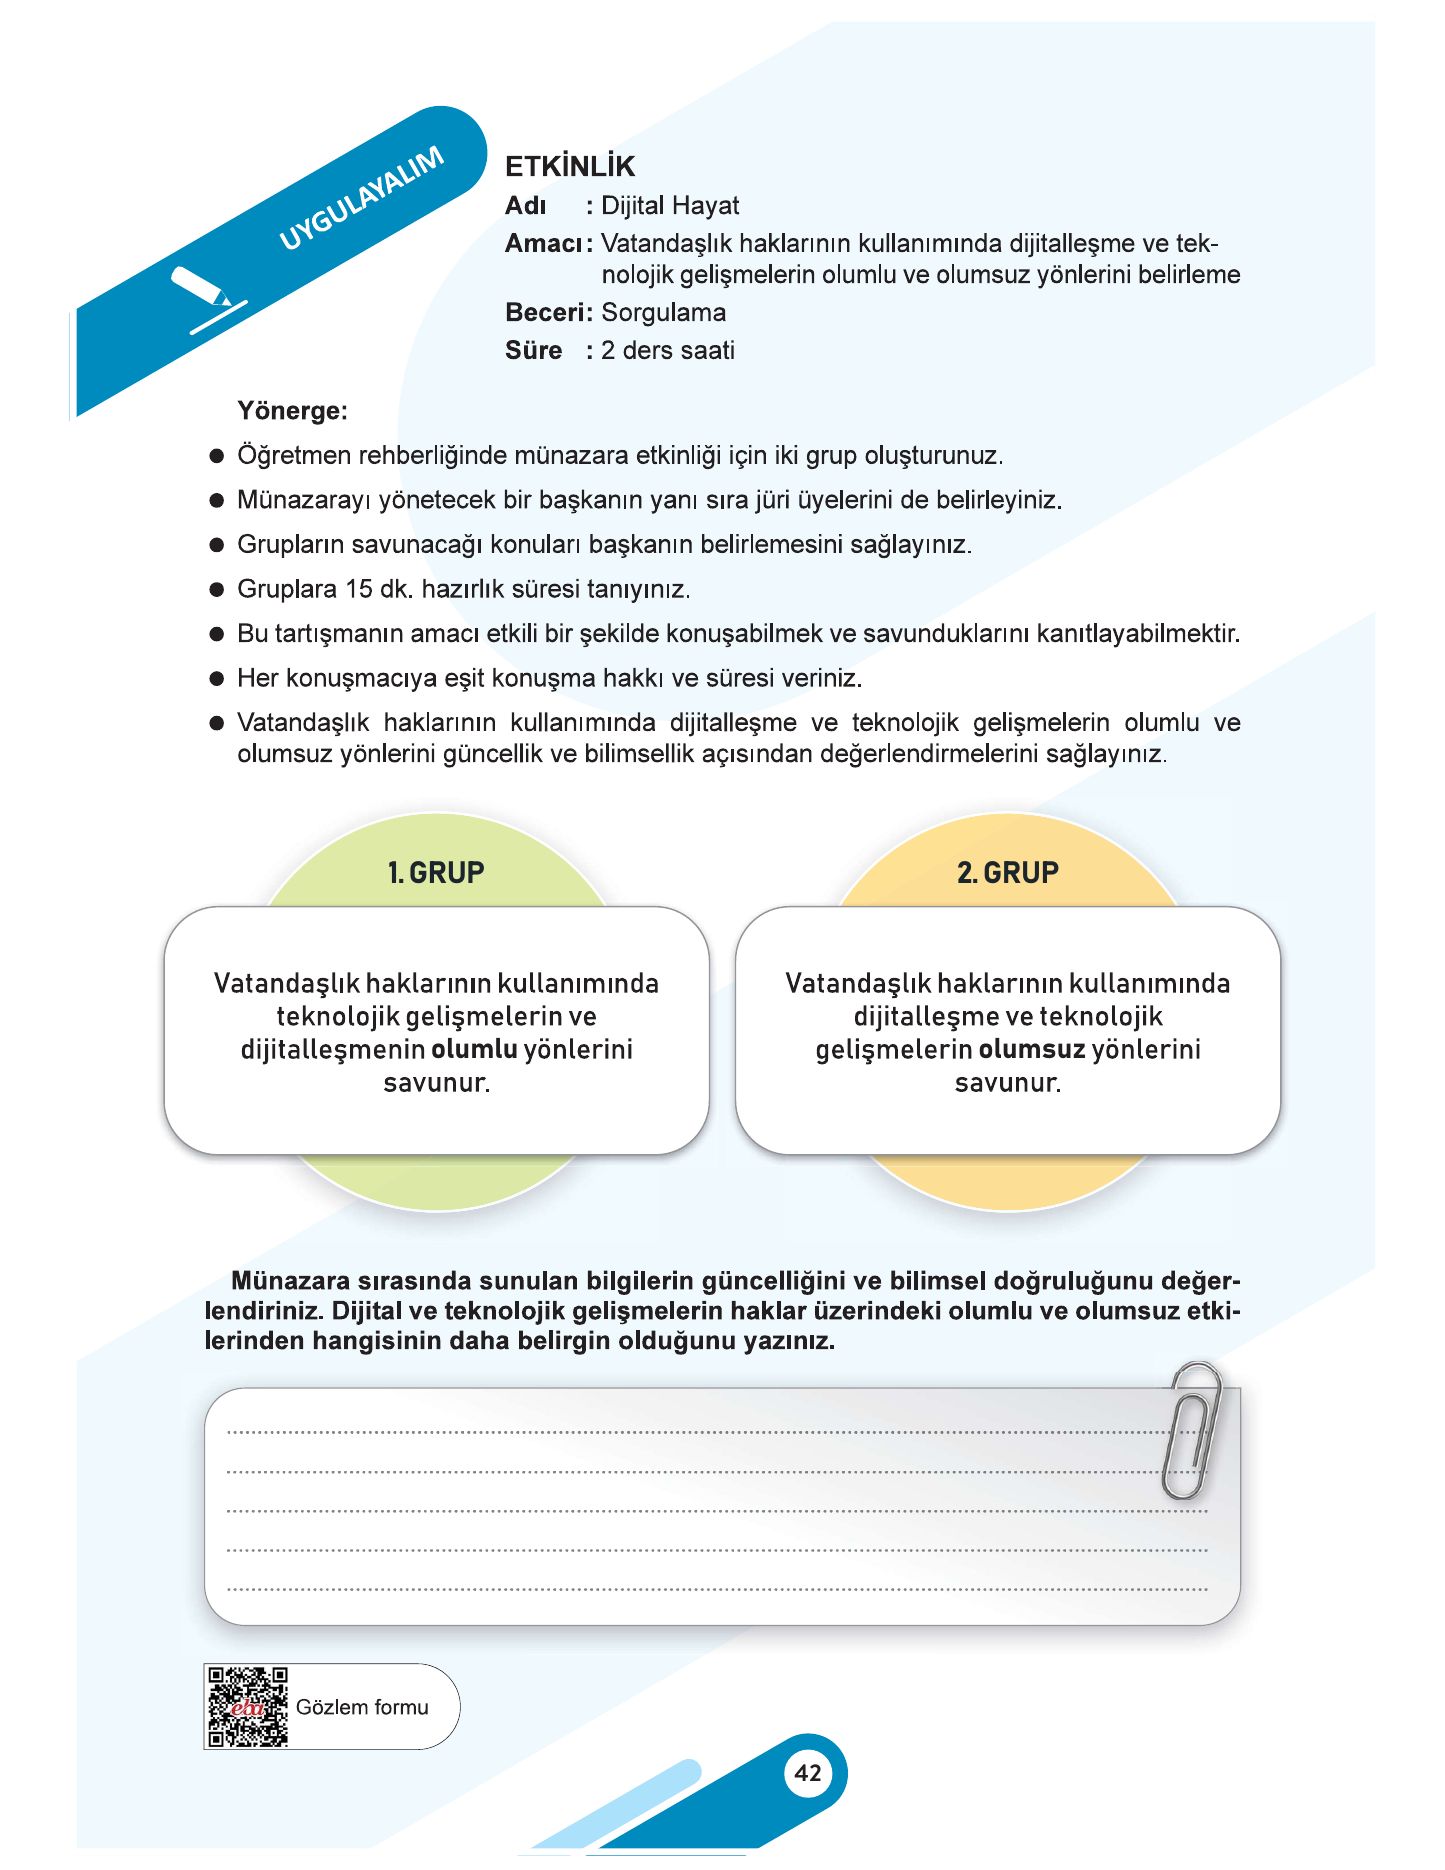 UYGULAYALIM
ETKİNLİK
Adı : Dijital Hayat
Amacı: Vatandaşlık haklarının kullanımında dijitalleşme ve tek-
nolojik gelişmelerin olumlu ve olumsuz yönlerini belirleme
Beceri: Sorgulama
Süre : 2 ders saati
Yönerge:
● Öğretmen rehberliğinde münazara etkinliği için iki grup oluşturunuz.
● Münazarayı yönetecek bir başkanın yanı sıra jüri üyelerini de belirleyiniz.
● Grupların savunacağı konuları başkanın belirlemesini sağlayınız.
● Gruplara 15 dk. hazırlık süresi tanıyınız.
● Bu tartışmanın amacı etkili bir şekilde konuşabilmek ve savunduklarını kanıtlayabilmektir.
● Her konuşmacıya eşit konuşma hakkı ve süresi veriniz.
● Vatandaşlık haklarının kullanımında dijitalleşme ve teknolojik gelişmelerin olumlu ve
olumsuz yönlerini güncellik ve bilimsellik açısından değerlendirmelerini sağlayınız.
1. GRUP
Vatandaşlık haklarının kullanımında
teknolojik gelişmelerin ve
dijitalleşmenin olumlu yönlerini
savunur.
2. GRUP
Vatandaşlık haklarının kullanımında
dijitalleşme ve teknolojik
gelişmelerin olumsuz yönlerini
savunur.
Münazara sırasında sunulan bilgilerin güncelliğini ve bilimsel doğruluğunu değer-
lendiriniz. Dijital ve teknolojik gelişmelerin haklar üzerindeki olumlu ve olumsuz etki-
lerinden hangisinin daha belirgin olduğunu yazınız.
eba
Gözlem formu
42